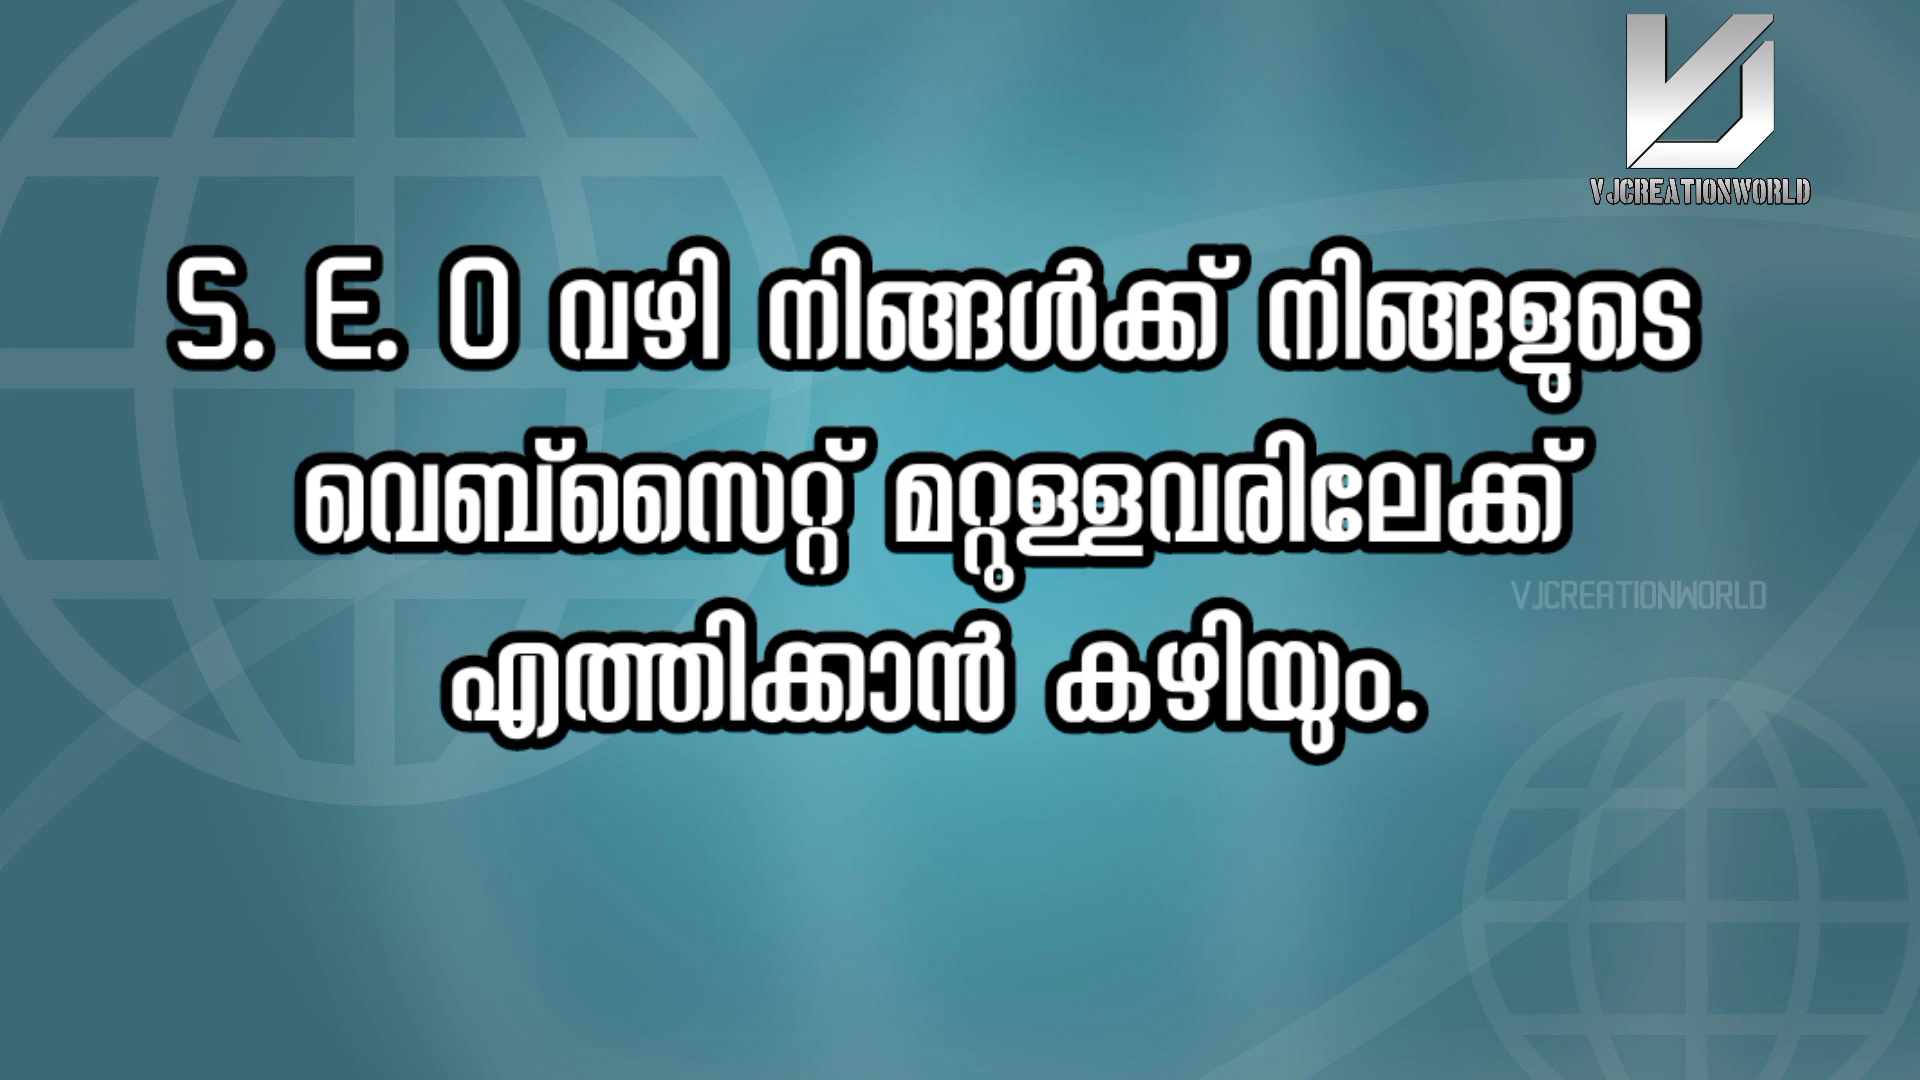 VJCREATIONWORLD
S. E. O വഴി നിങ്ങൾക്ക് നിങ്ങളുടെ
വെബ്സൈറ്റ് മറ്റുള്ളവരിലേക്ക്
VJCREATIONWORLD
എത്തിക്കാൻ കഴിയും.